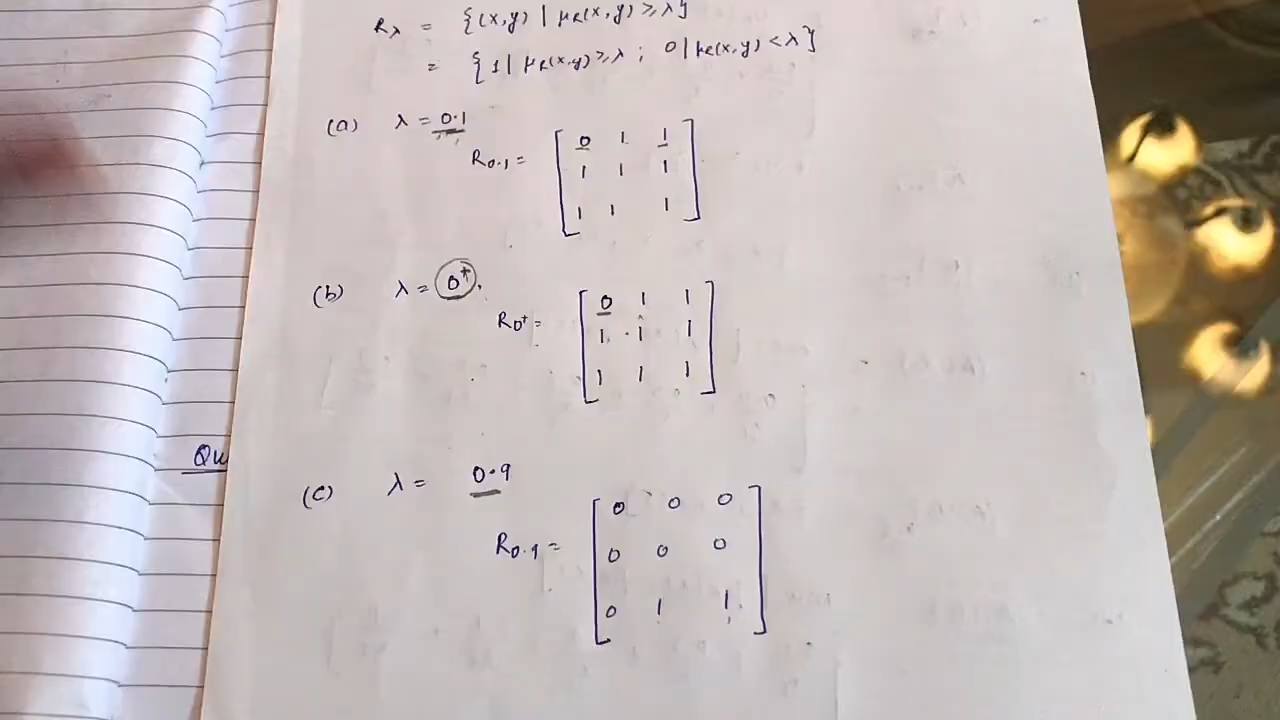 Rλ = {(x,y) | μR(x,y) ≥ λ}
= {1 | μR(x,y) ≥ λ ; 0 | μR(x,y) < λ}
(a) λ = 0.1
R0.1 = [ 0 1 1
1 1 1
1 1 1 ]
(b) λ = 0⁺.
R0⁺ = [ 0 1 1
1 1 1
1 1 1 ]
Qu
(c) λ = 0.9
R0.9 = [ 0 0 0
0 0 0
0 1 1 ]